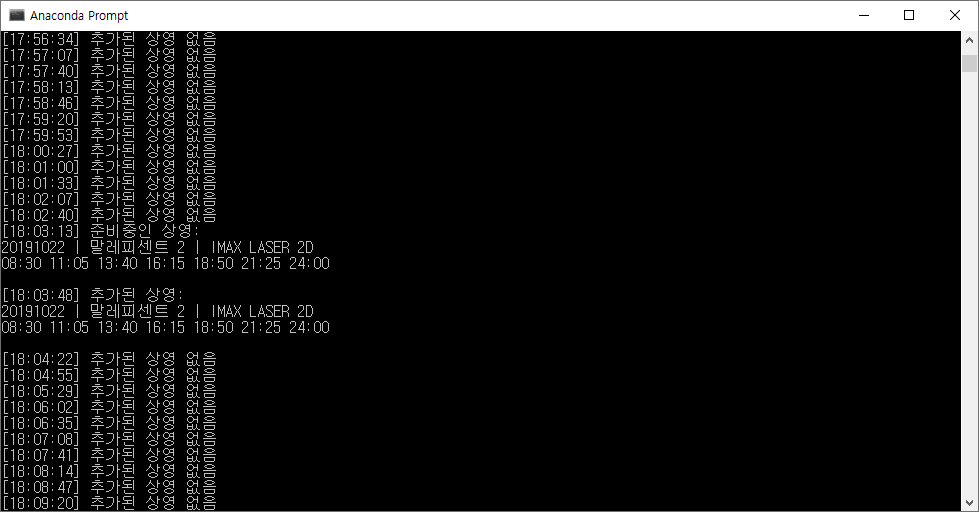 Anaconda Prompt
[17:56:34] 추가된 상영 없음
[17:57:07] 추가된 상영 없음
[17:57:40] 추가된 상영 없음
[17:58:13] 추가된 상영 없음
[17:58:46] 추가된 상영 없음
[17:59:20] 추가된 상영 없음
[17:59:53] 추가된 상영 없음
[18:00:27] 추가된 상영 없음
[18:01:00] 추가된 상영 없음
[18:01:33] 추가된 상영 없음
[18:02:07] 추가된 상영 없음
[18:02:40] 추가된 상영 없음
[18:03:13] 준비중인 상영:
20191022 | 말레피센트 2 | IMAX LASER 2D
08:30 11:05 13:40 16:15 18:50 21:25 24:00
[18:03:48] 추가된 상영:
20191022 | 말레피센트 2 | IMAX LASER 2D
08:30 11:05 13:40 16:15 18:50 21:25 24:00
[18:04:22] 추가된 상영 없음
[18:04:55] 추가된 상영 없음
[18:05:29] 추가된 상영 없음
[18:06:02] 추가된 상영 없음
[18:06:35] 추가된 상영 없음
[18:07:08] 추가된 상영 없음
[18:07:41] 추가된 상영 없음
[18:08:14] 추가된 상영 없음
[18:08:47] 추가된 상영 없음
[18:09:20] 추가된 상영 없음